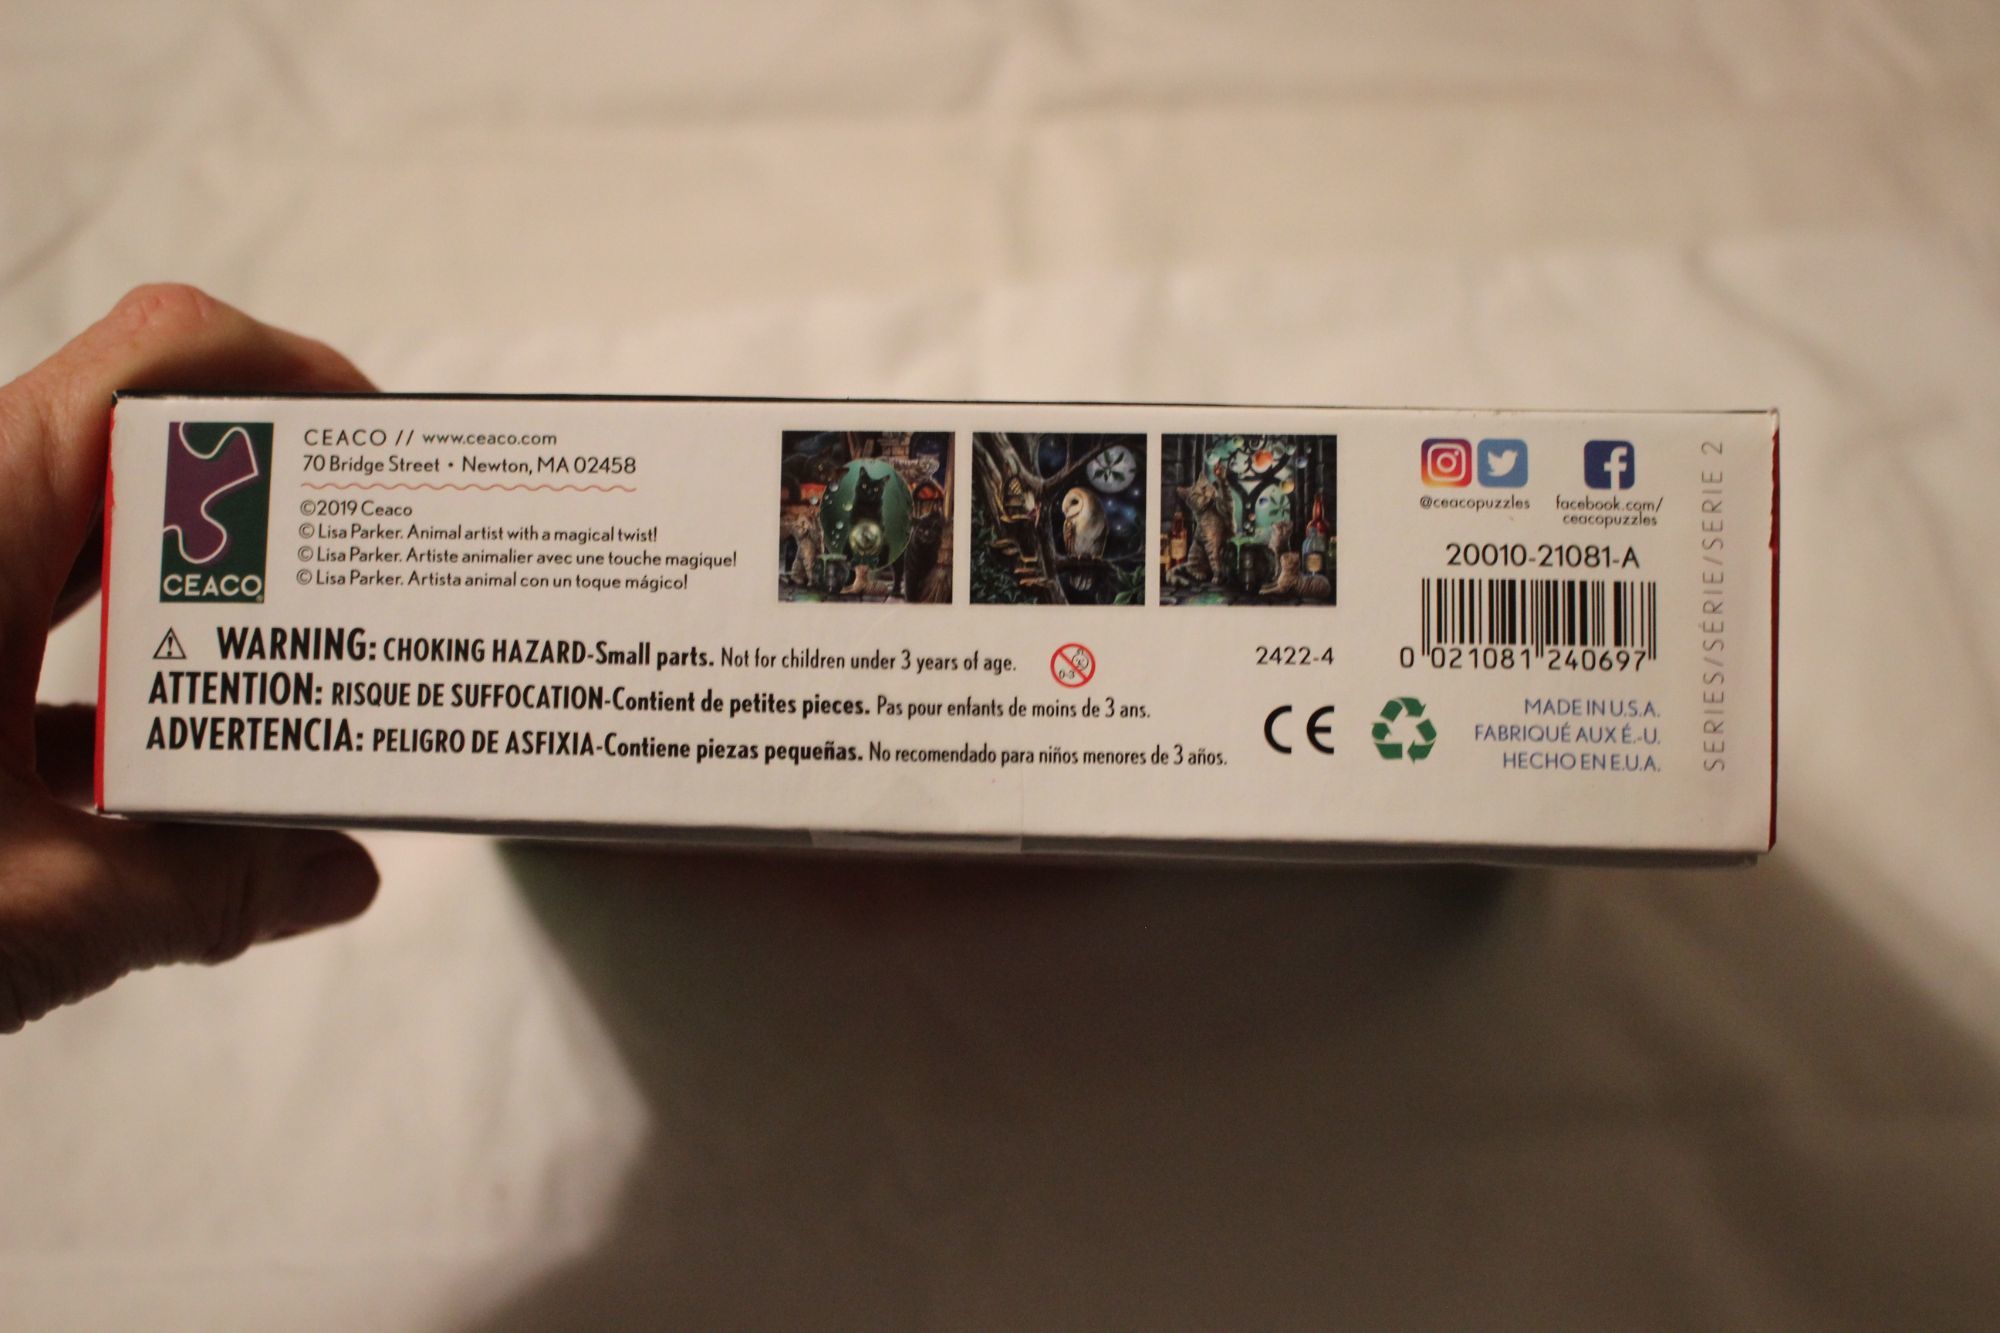 CEACO
CEACO // www.ceaco.com
70 Bridge Street • Newton, MA 02458
©2019 Ceaco
© Lisa Parker. Animal artist with a magical twist!
© Lisa Parker. Artiste animalier avec une touche magique!
© Lisa Parker. Artista animal con un toque mágico!
⚠ WARNING: CHOKING HAZARD-Small parts. Not for children under 3 years of age.
0-3
ATTENTION: RISQUE DE SUFFOCATION-Contient de petites pieces. Pas pour enfants de moins de 3 ans.
ADVERTENCIA: PELIGRO DE ASFIXIA-Contiene piezas pequeñas. No recomendado para niños menores de 3 años.
2422-4
CE
@ceacopuzzles
facebook.com/
ceacopuzzles
20010-21081-A
0 021081 240697
MADE IN U.S.A.
FABRIQUÉ AUX É.-U.
HECHO EN E.U.A.
SERIES/SÉRIE/SERIE 2